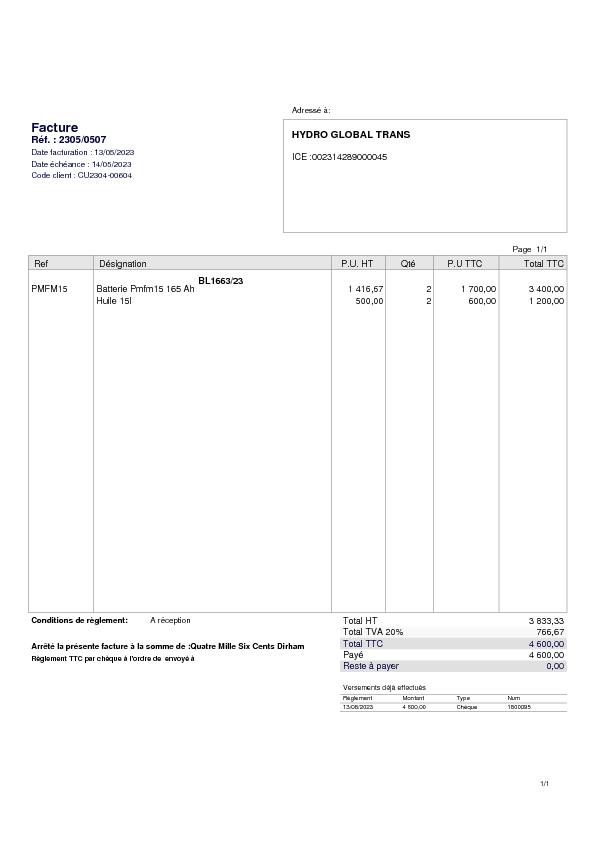 Adressé à:
Facture
Réf. : 2305/0507
Date facturation : 13/05/2023
Date échéance : 14/05/2023
Code client : CU2304-00604
HYDRO GLOBAL TRANS
ICE :002314289000045
Page 1/1
Ref Désignation P.U. HT Qté P.U TTC Total TTC
BL1663/23
PMFM15 Batterie Pmfm15 165 Ah 1 416,67 2 1 700,00 3 400,00
Huile 15l 500,00 2 600,00 1 200,00
Conditions de règlement: A réception
Total HT 3 833,33
Total TVA 20% 766,67
Arrêté la présente facture à la somme de :Quatre Mille Six Cents Dirham
Total TTC 4 600,00
Règlement TTC par chèque à l'ordre de envoyé à
Payé 4 600,00
Reste à payer 0,00
Versements déjà effectués
Règlement Montant Type Num
13/06/2023 4 600,00 Chèque 1800095
1/1